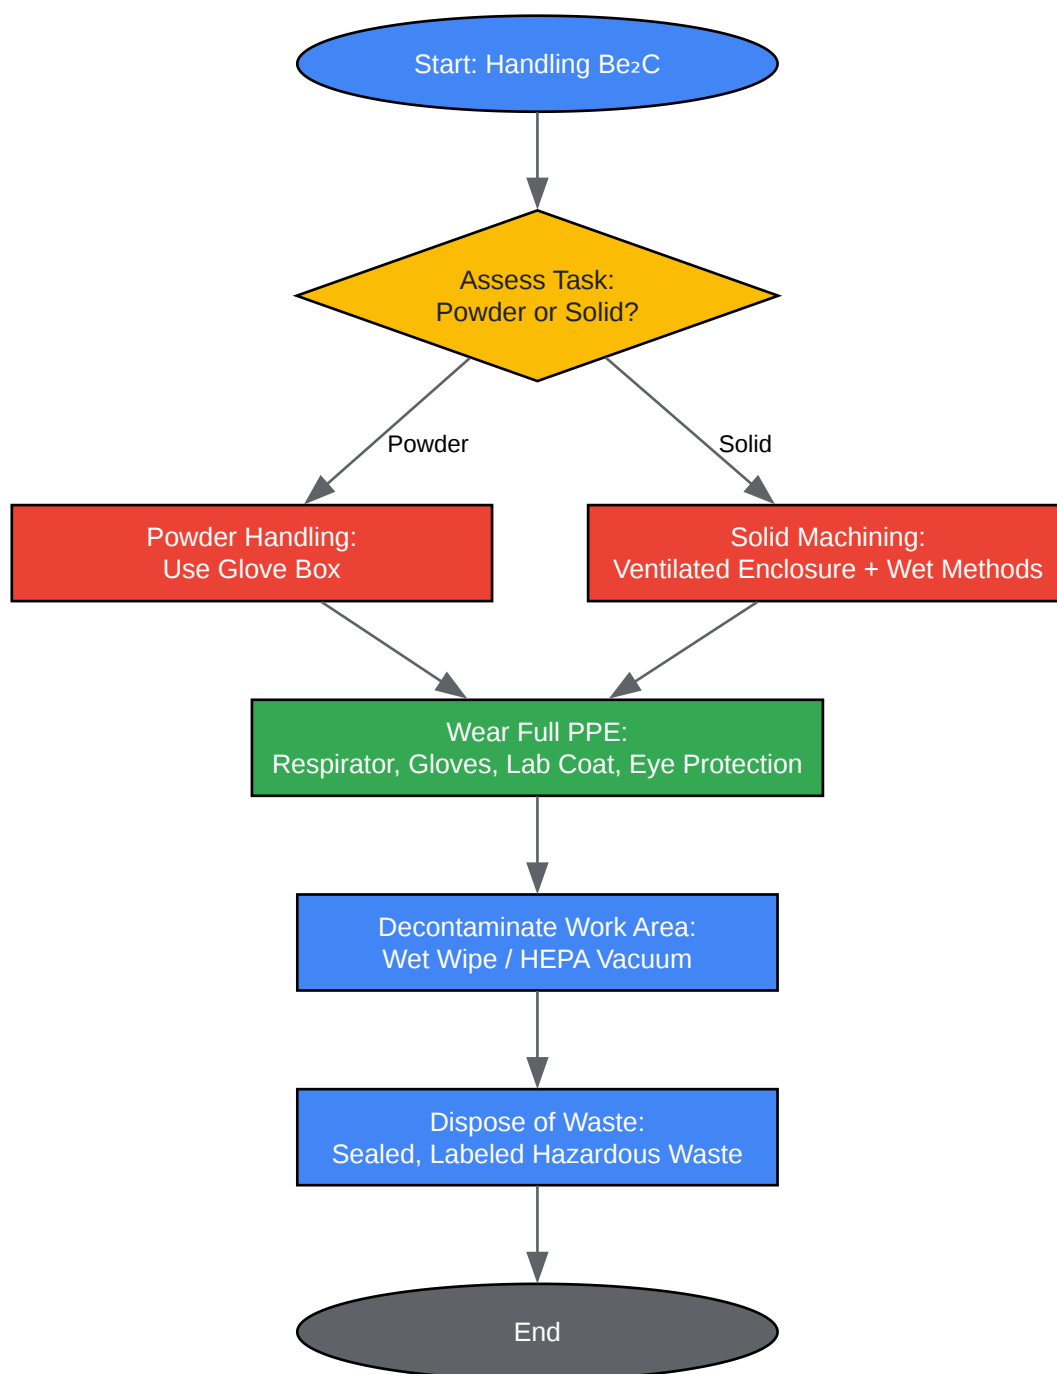 Start: Handling Be₂C
Assess Task:
Powder or Solid?
Powder
Solid
Powder Handling:
Use Glove Box
Solid Machining:
Ventilated Enclosure + Wet Methods
Wear Full PPE:
Respirator, Gloves, Lab Coat, Eye Protection
Decontaminate Work Area:
Wet Wipe / HEPA Vacuum
Dispose of Waste:
Sealed, Labeled Hazardous Waste
End